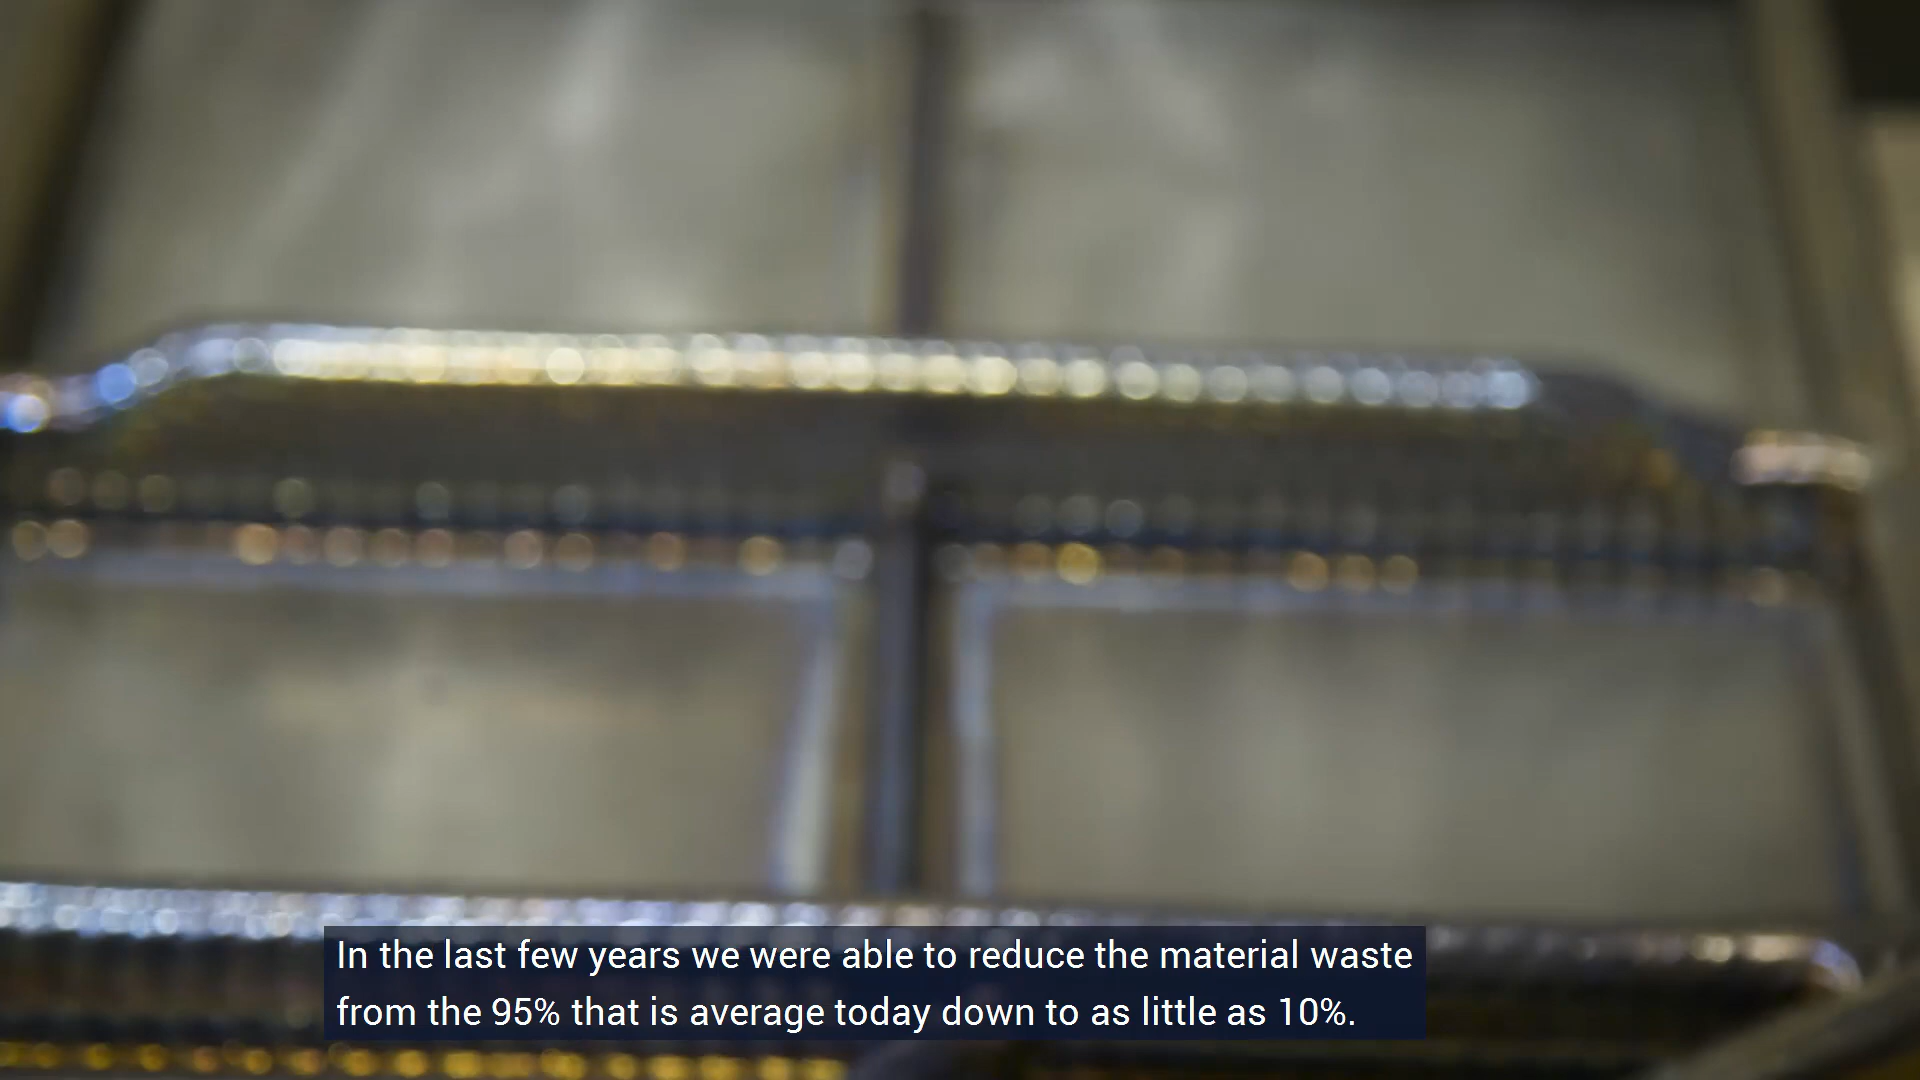 In the last few years we were able to reduce the material waste
from the 95% that is average today down to as little as 10%.